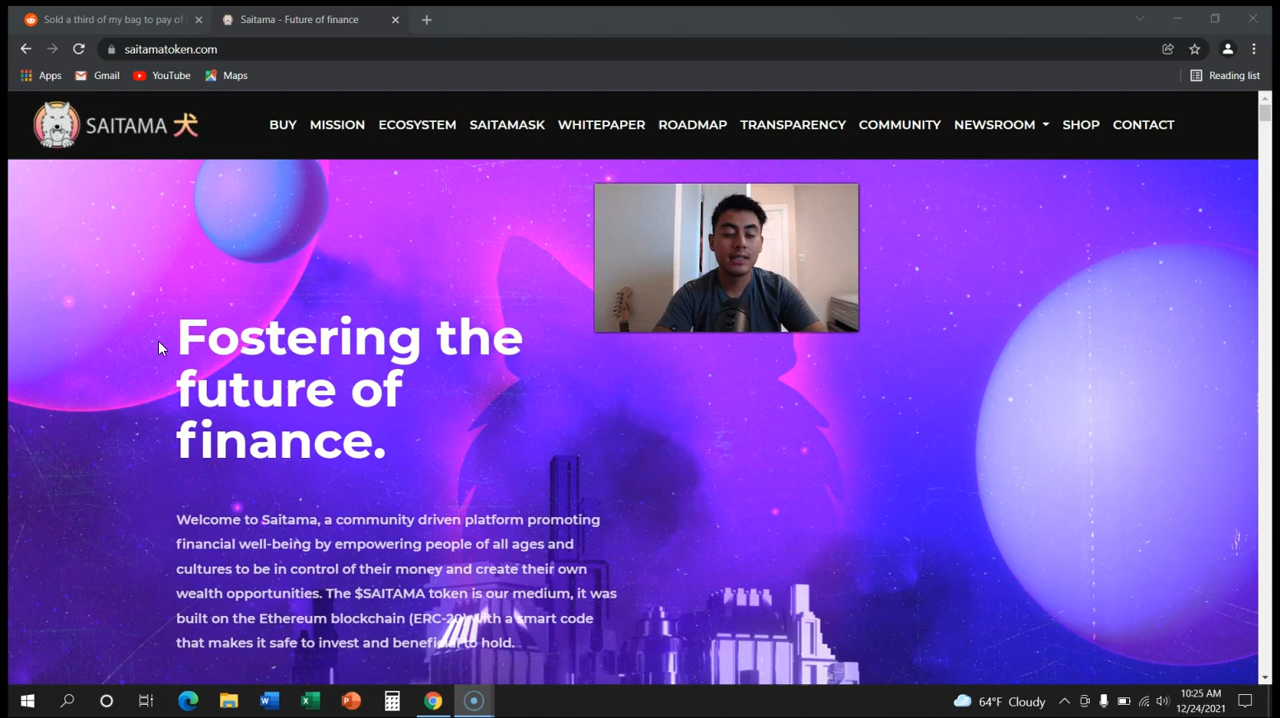 Sold a third of my bag to pay of
Saitama - Future of finance
saitamatoken.com
Apps
Gmail
YouTube
Maps
Reading list
SAITAMA 犬
BUY
MISSION
ECOSYSTEM
SAITAMASK
WHITEPAPER
ROADMAP
TRANSPARENCY
COMMUNITY
NEWSROOM
SHOP
CONTACT
Fostering the
future of
finance.
Welcome to Saitama, a community driven platform promoting
financial well-being by empowering people of all ages and
cultures to be in control of their money and create their own
wealth opportunities. The $SAITAMA token is our medium, it was
built on the Ethereum blockchain (ERC-20) with a smart code
that makes it safe to invest and beneficial to hold.
64°F Cloudy
10:25 AM
12/24/2021